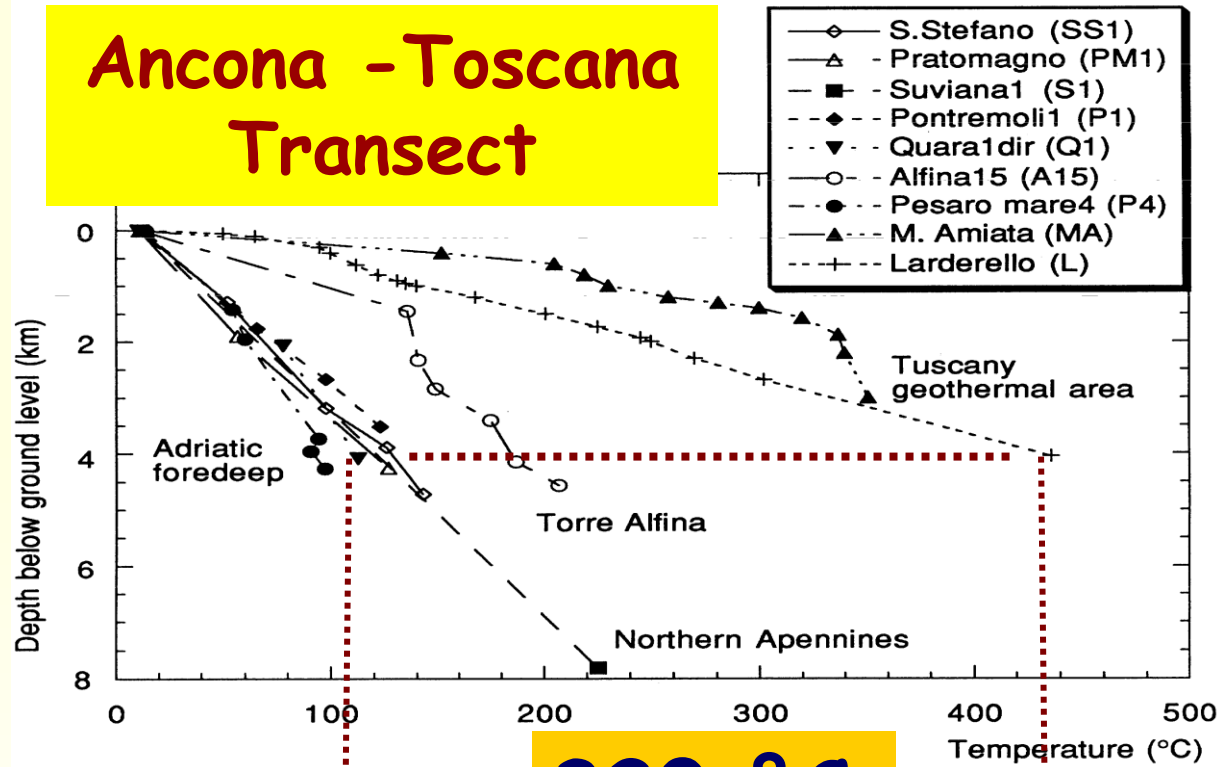 Ancona -Toscana
Transect
S.Stefano (SS1)
Pratomagno (PM1)
Suviana1 (S1)
Pontremoli1 (P1)
Quara1dir (Q1)
Alfina15 (A15)
Pesaro mare4 (P4)
M. Amiata (MA)
Larderello (L)
Depth below ground level (km)
0
2
4
6
8
Tuscany
geothermal area
Adriatic
foredeep
Torre Alfina
Northern Apennines
0
100
200
300
400
500
Temperature (°C)